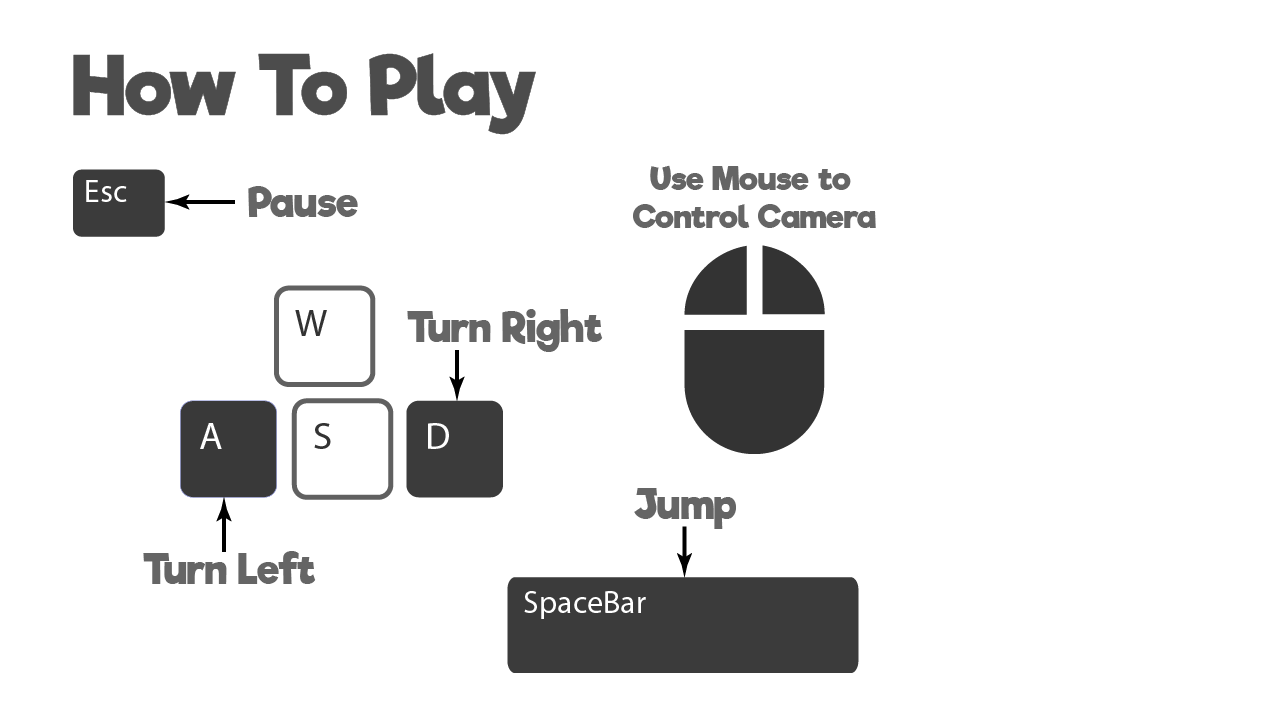 How To Play
Esc
Pause
Use Mouse to
Control Camera
W
Turn Right
A
S
D
Turn Left
Jump
SpaceBar